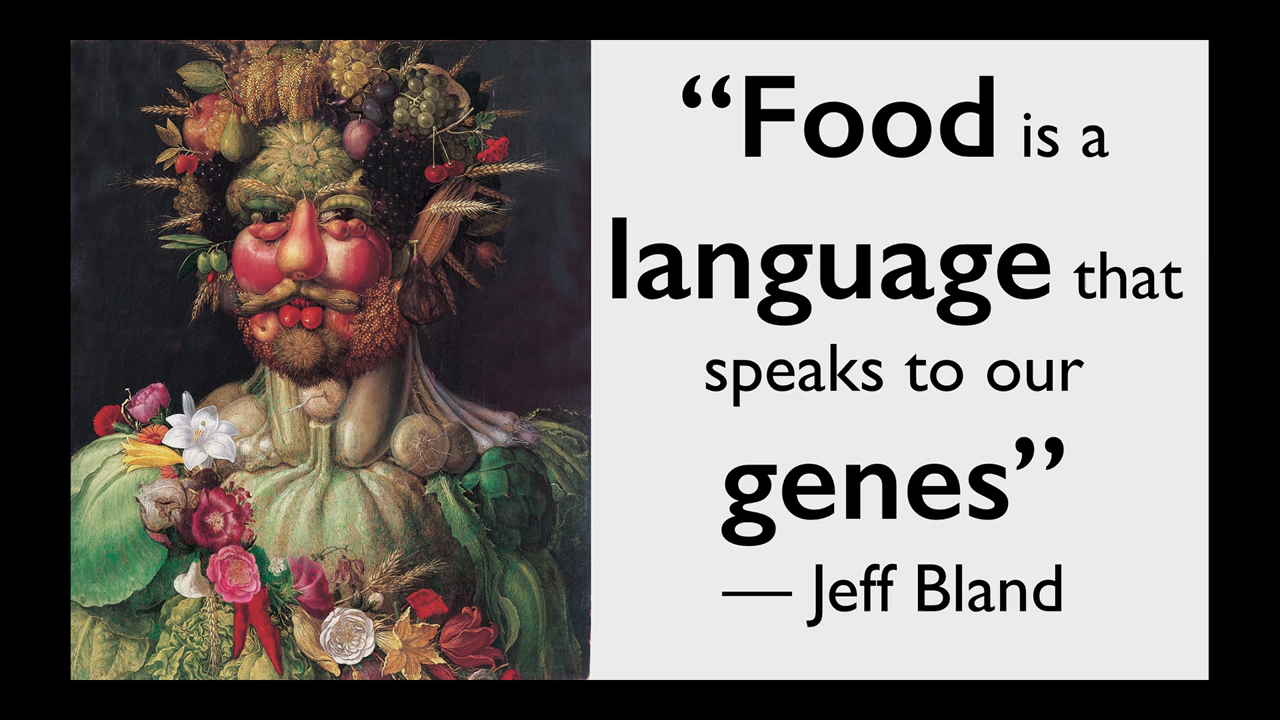 “Food is a
language that
speaks to our
genes”
— Jeff Bland